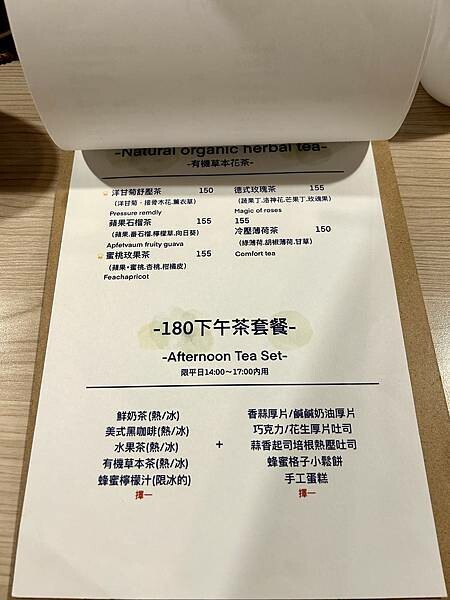 -Natural organic herbal tea-
-有機草本花茶-
洋甘菊舒壓茶 150
(洋甘菊．接骨木花.薰衣草)
Pressure remdly
蘋果石榴茶 155
(蘋果.番石榴.檸檬草.向日葵)
Apfetvaum fruity guava
蜜桃玫果茶 155
(蘋果•蜜桃.杏桃.柑橘皮)
Feachapricot
德式玫瑰茶 155
(蔬果丁.洛神花.芒果丁.玫瑰果)
Magic of roses
155
冷壓薄荷茶 150
(綠薄荷.胡椒薄荷.甘草)
Comfort tea
-180下午茶套餐-
-Afternoon Tea Set-
限平日14:00～17:00內用
鮮奶茶(熱/冰)
美式黑咖啡(熱/冰)
水果茶(熱/冰)
有機草本茶(熱/冰)
蜂蜜檸檬汁(限冰的)
擇一
+
香蒜厚片/鹹鹹奶油厚片
巧克力/花生厚片吐司
蒜香起司培根熱壓吐司
蜂蜜格子小鬆餅
手工蛋糕
擇一